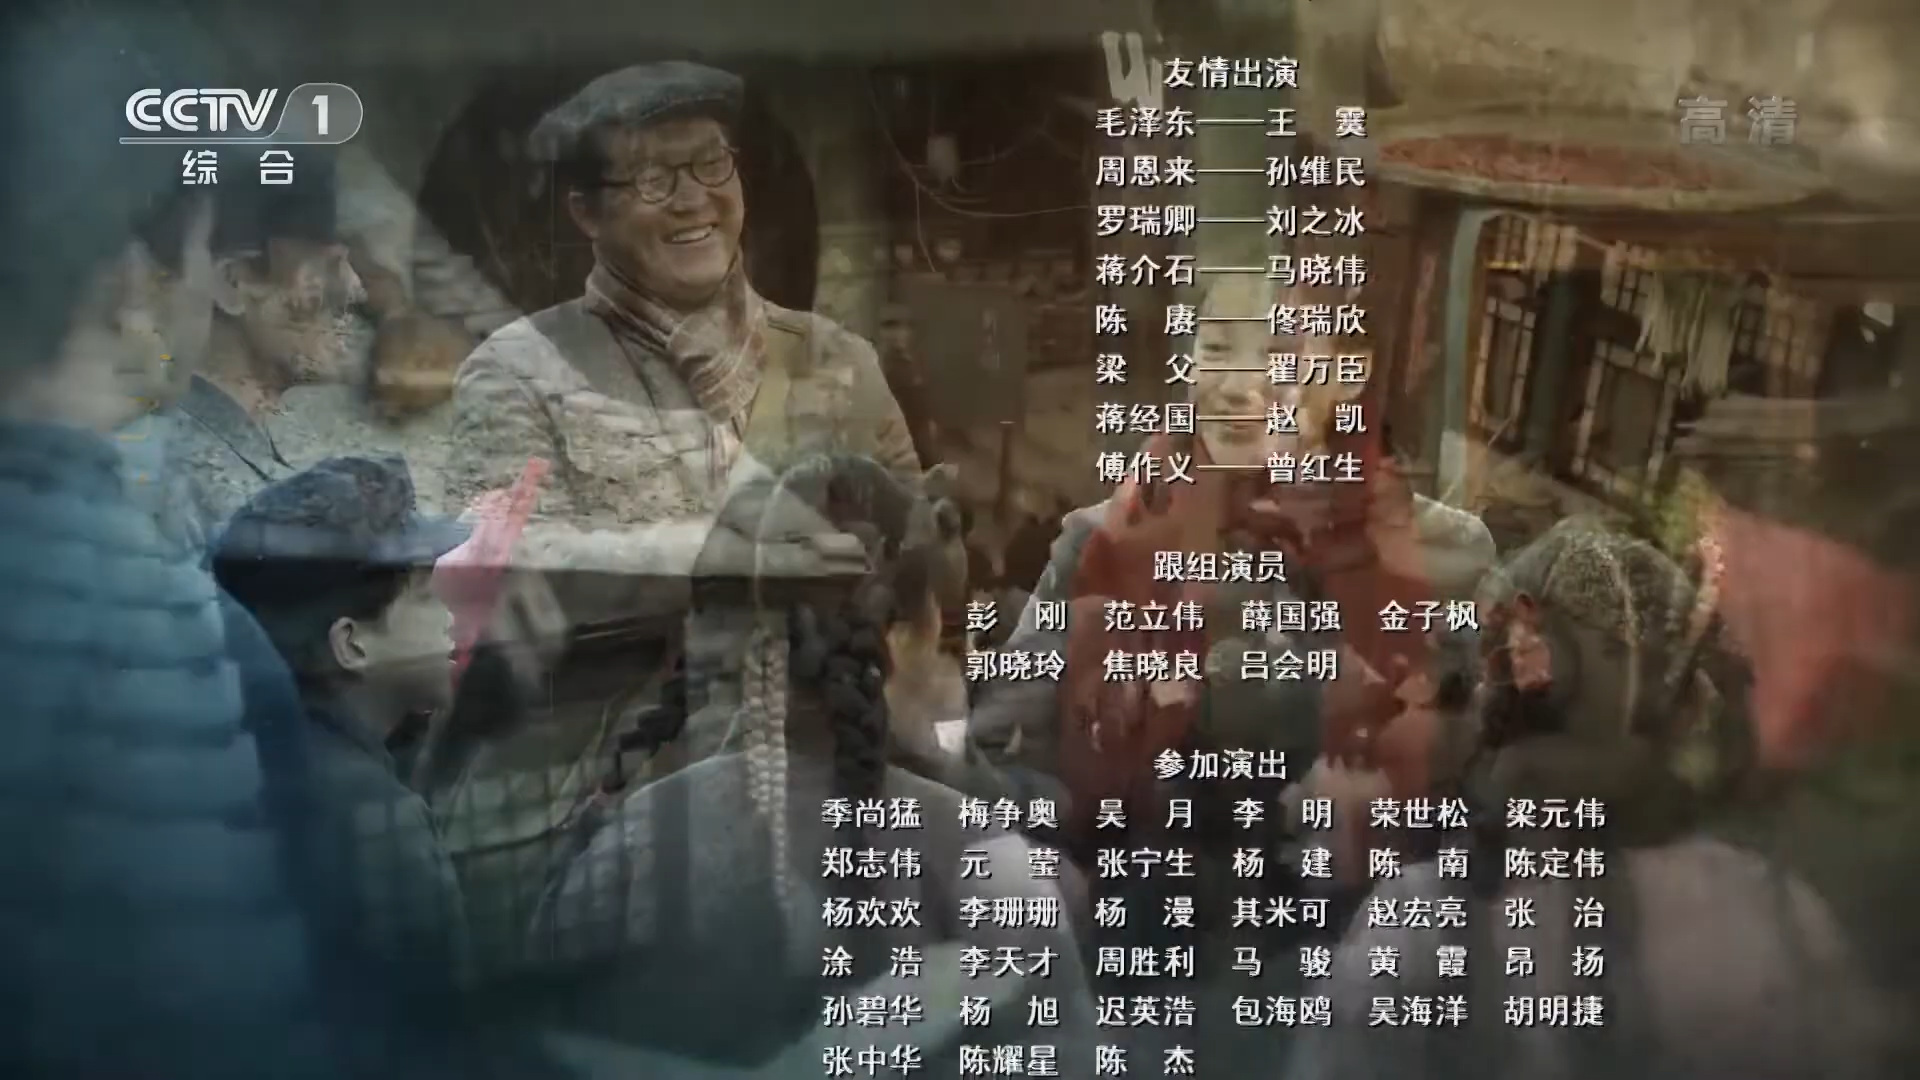 CCTV 1
综 合
高 清
友情出演
毛泽东——王 霙
周恩来——孙维民
罗瑞卿——刘之冰
蒋介石——马晓伟
陈 赓——佟瑞欣
梁 父——翟万臣
蒋经国——赵 凯
傅作义——曾红生
跟组演员
彭 刚 范立伟 薛国强 金子枫
郭晓玲 焦晓良 吕会明
参加演出
季尚猛 梅争奥 吴 月 李 明 荣世松 梁元伟
郑志伟 元 莹 张宁生 杨 建 陈 南 陈定伟
杨欢欢 李珊珊 杨 漫 其米可 赵宏亮 张 治
涂 浩 李天才 周胜利 马 骏 黄 霞 昂 扬
孙碧华 杨 旭 迟英浩 包海鸥 吴海洋 胡明捷
张中华 陈耀星 陈 杰